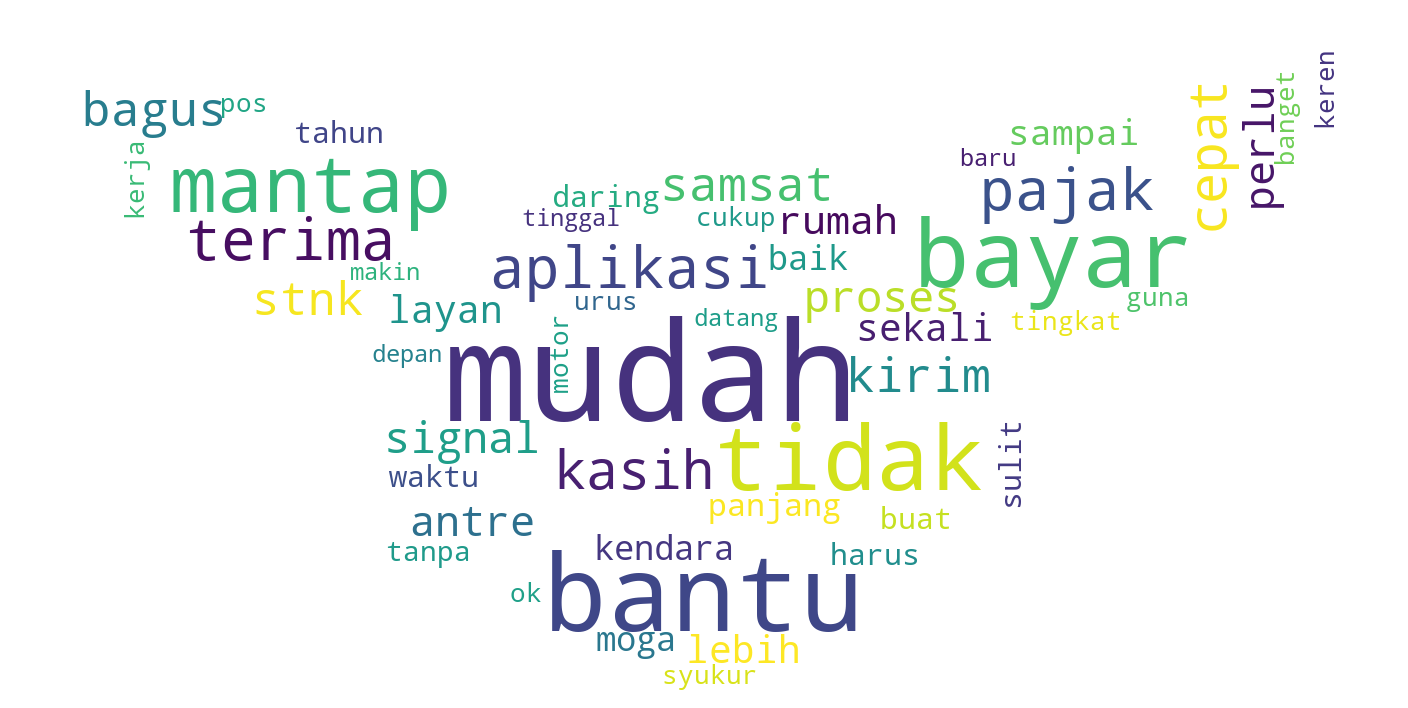 keren
banget
cepat
perlu
bagus
pos
tahun
sampai
kerja
baru
mantap
pajak
daring
samsat
tinggal
cukup
rumah
terima
bayar
aplikasi
baik
makin
stnk
urus
proses
guna
layan
datang
sekali
tingkat
depan
motor
mudah
kirim
signal
tidak
sulit
waktu
kasih
panjang
antre
buat
tanpa
kendara
harus
ok
bantu
moga
lebih
syukur